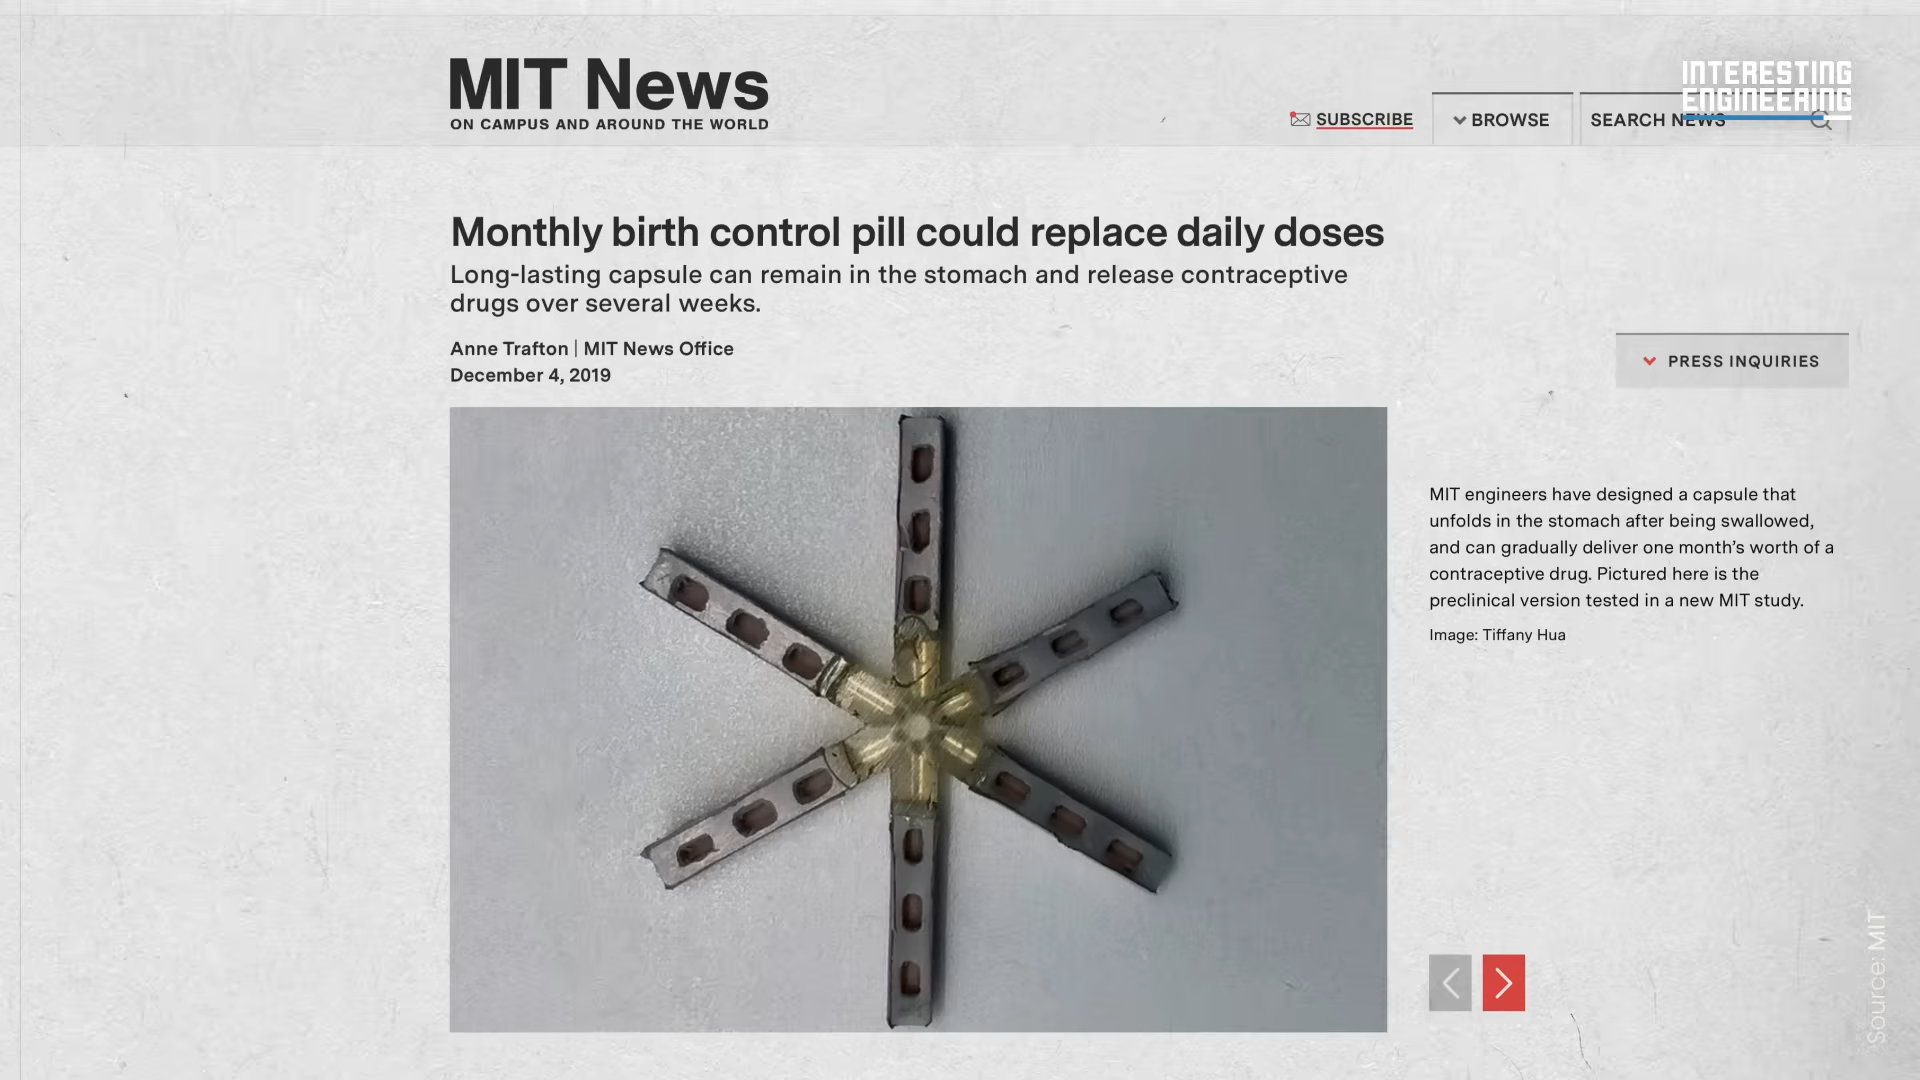 MIT News
ON CAMPUS AND AROUND THE WORLD
SUBSCRIBE
BROWSE
SEARCH NEWS
INTERESTING
ENGINEERING
Monthly birth control pill could replace daily doses
Long-lasting capsule can remain in the stomach and release contraceptive
drugs over several weeks.
Anne Trafton | MIT News Office
December 4, 2019
PRESS INQUIRIES
MIT engineers have designed a capsule that
unfolds in the stomach after being swallowed,
and can gradually deliver one month’s worth of a
contraceptive drug. Pictured here is the
preclinical version tested in a new MIT study.
Image: Tiffany Hua
Source: MIT